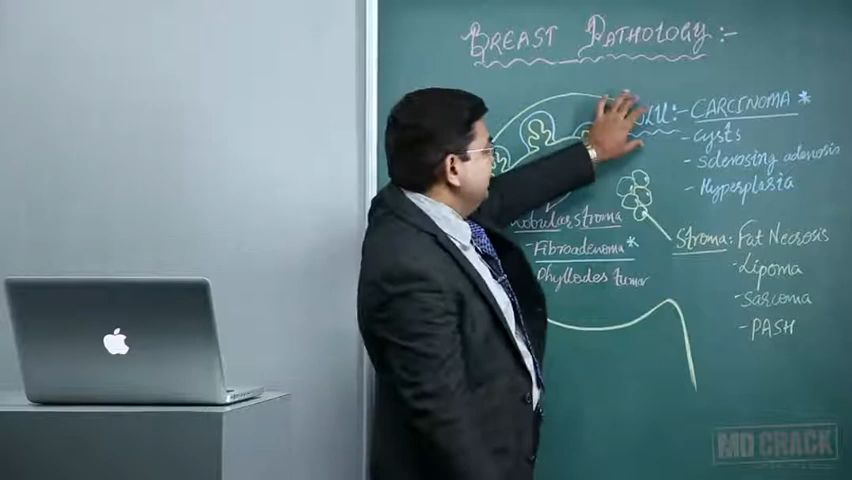 BREAST PATHOLOGY :-
:- CARCINOMA *
- CYSTS
- SCLEROSING ADENOSIS
- HYPERPLASIA
LOBULAR STROMA
- FIBROADENOMA *
- PHYLLODES TUMOR
STROMA:- FAT NECROSIS
- LIPOMA
- SARCOMA
- PASH
MD CRACK